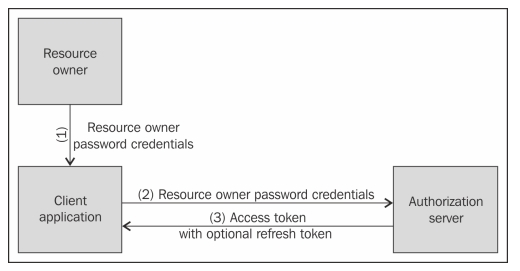 Resource
owner
(1)
Resource owner
password credentials
Client
application
(2) Resource owner password credentials
(3) Access token
with optional refresh token
Authorization
server